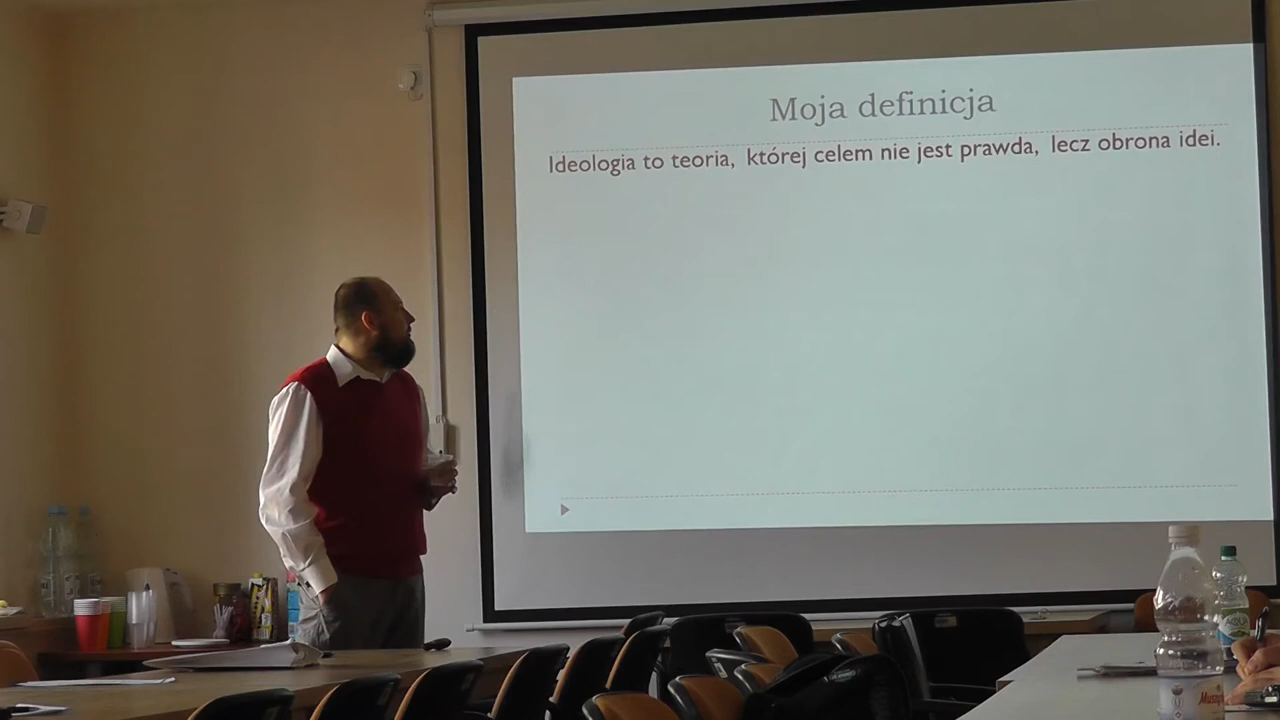 Moja definicja
Ideologia to teoria, której celem nie jest prawda, lecz obrona idei.